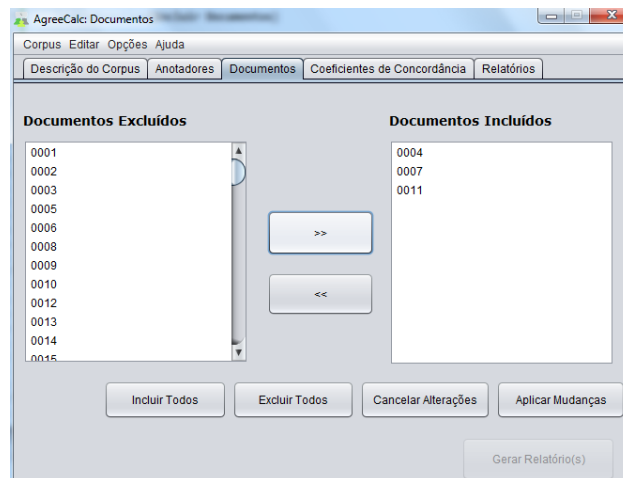 AgreeCalc: Documentos
Corpus Editar Opções Ajuda
Descrição do Corpus Anotadores Documentos Coeficientes de Concordância Relatórios
Documentos Excluídos
0001
0002
0003
0005
0006
0008
0009
0010
0012
0013
0014
0015
>>
<<
Documentos Incluídos
0004
0007
0011
Incluir Todos Excluir Todos Cancelar Alterações Aplicar Mudanças
Gerar Relatório(s)